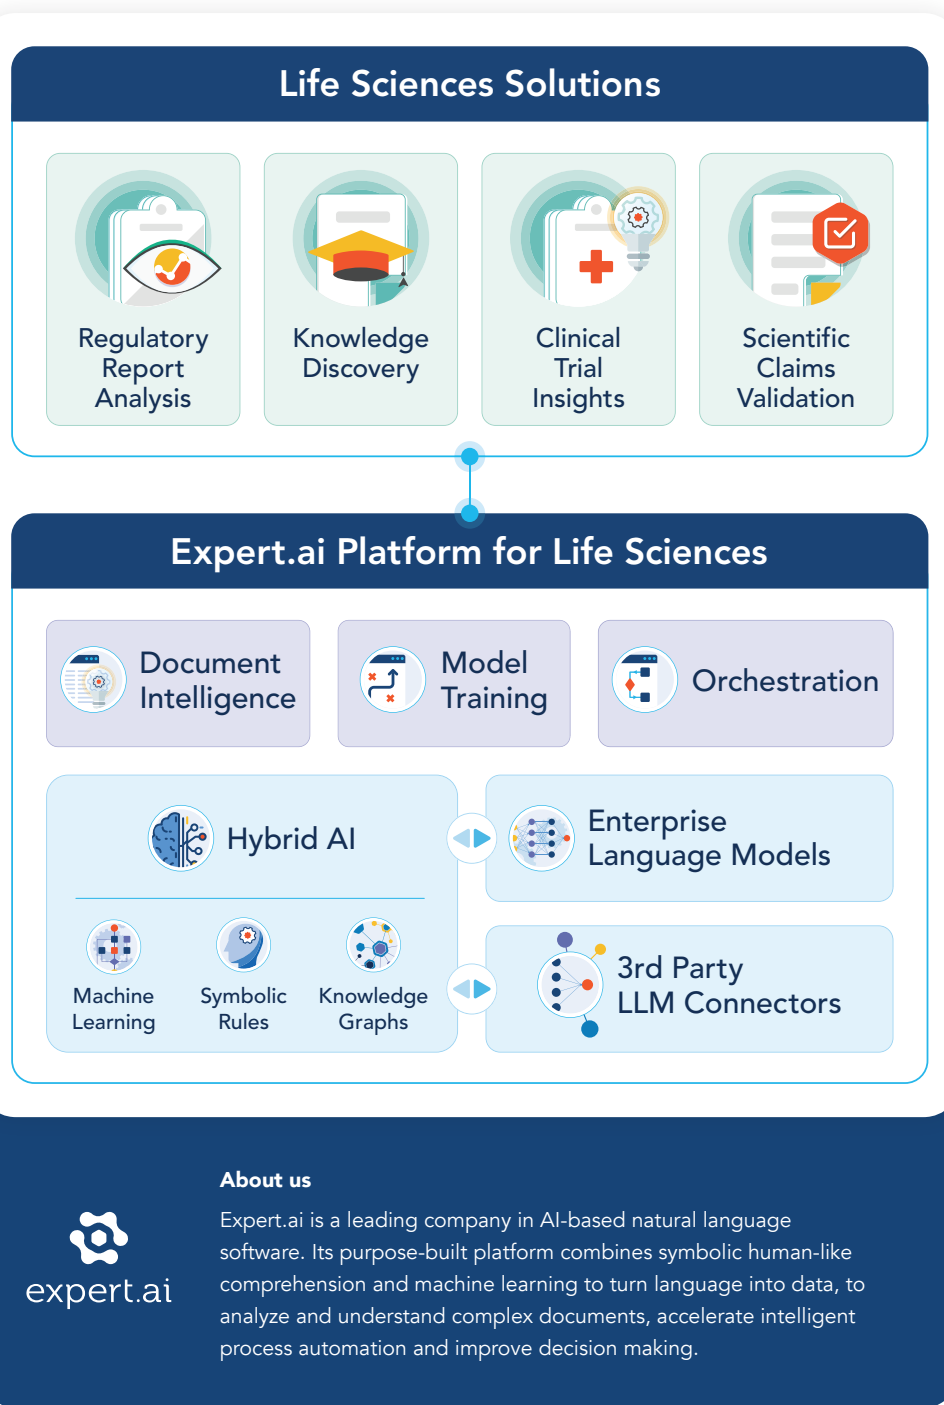 Life Sciences Solutions
Regulatory
Report
Analysis
Knowledge
Discovery
Clinical
Trial
Insights
Scientific
Claims
Validation
Expert.ai Platform for Life Sciences
Document
Intelligence
Model
Training
Orchestration
Hybrid AI
Machine
Learning
Symbolic
Rules
Knowledge
Graphs
Enterprise
Language Models
3rd Party
LLM Connectors
expert.ai
About us
Expert.ai is a leading company in AI-based natural language
software. Its purpose-built platform combines symbolic human-like
comprehension and machine learning to turn language into data, to
analyze and understand complex documents, accelerate intelligent
process automation and improve decision making.